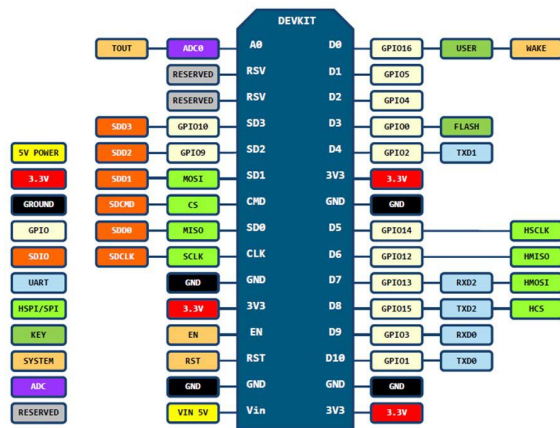 DEVKIT
TOUT ADC0 A0 D0 GPIO16 USER WAKE
RESERVED RSV D1 GPIO5
RESERVED RSV D2 GPIO4
SDD3 GPIO10 SD3 D3 GPIO0 FLASH
5V POWER SDD2 GPIO9 SD2 D4 GPIO2 TXD1
3.3V SDD1 MOSI SD1 3V3 3.3V
GROUND SDCMD CS CMD GND GND
GPIO SDD0 MISO SD0 D5 GPIO14 HSCLK
SDIO SDCLK SCLK CLK D6 GPIO12 HMISO
UART GND GND D7 GPIO13 RXD2 HMOSI
HSPI/SPI 3.3V 3V3 D8 GPIO15 TXD2 HCS
KEY EN EN D9 GPIO3 RXD0
SYSTEM RST RST D10 GPIO1 TXD0
ADC GND GND GND GND
RESERVED VIN 5V Vin 3V3 3.3V